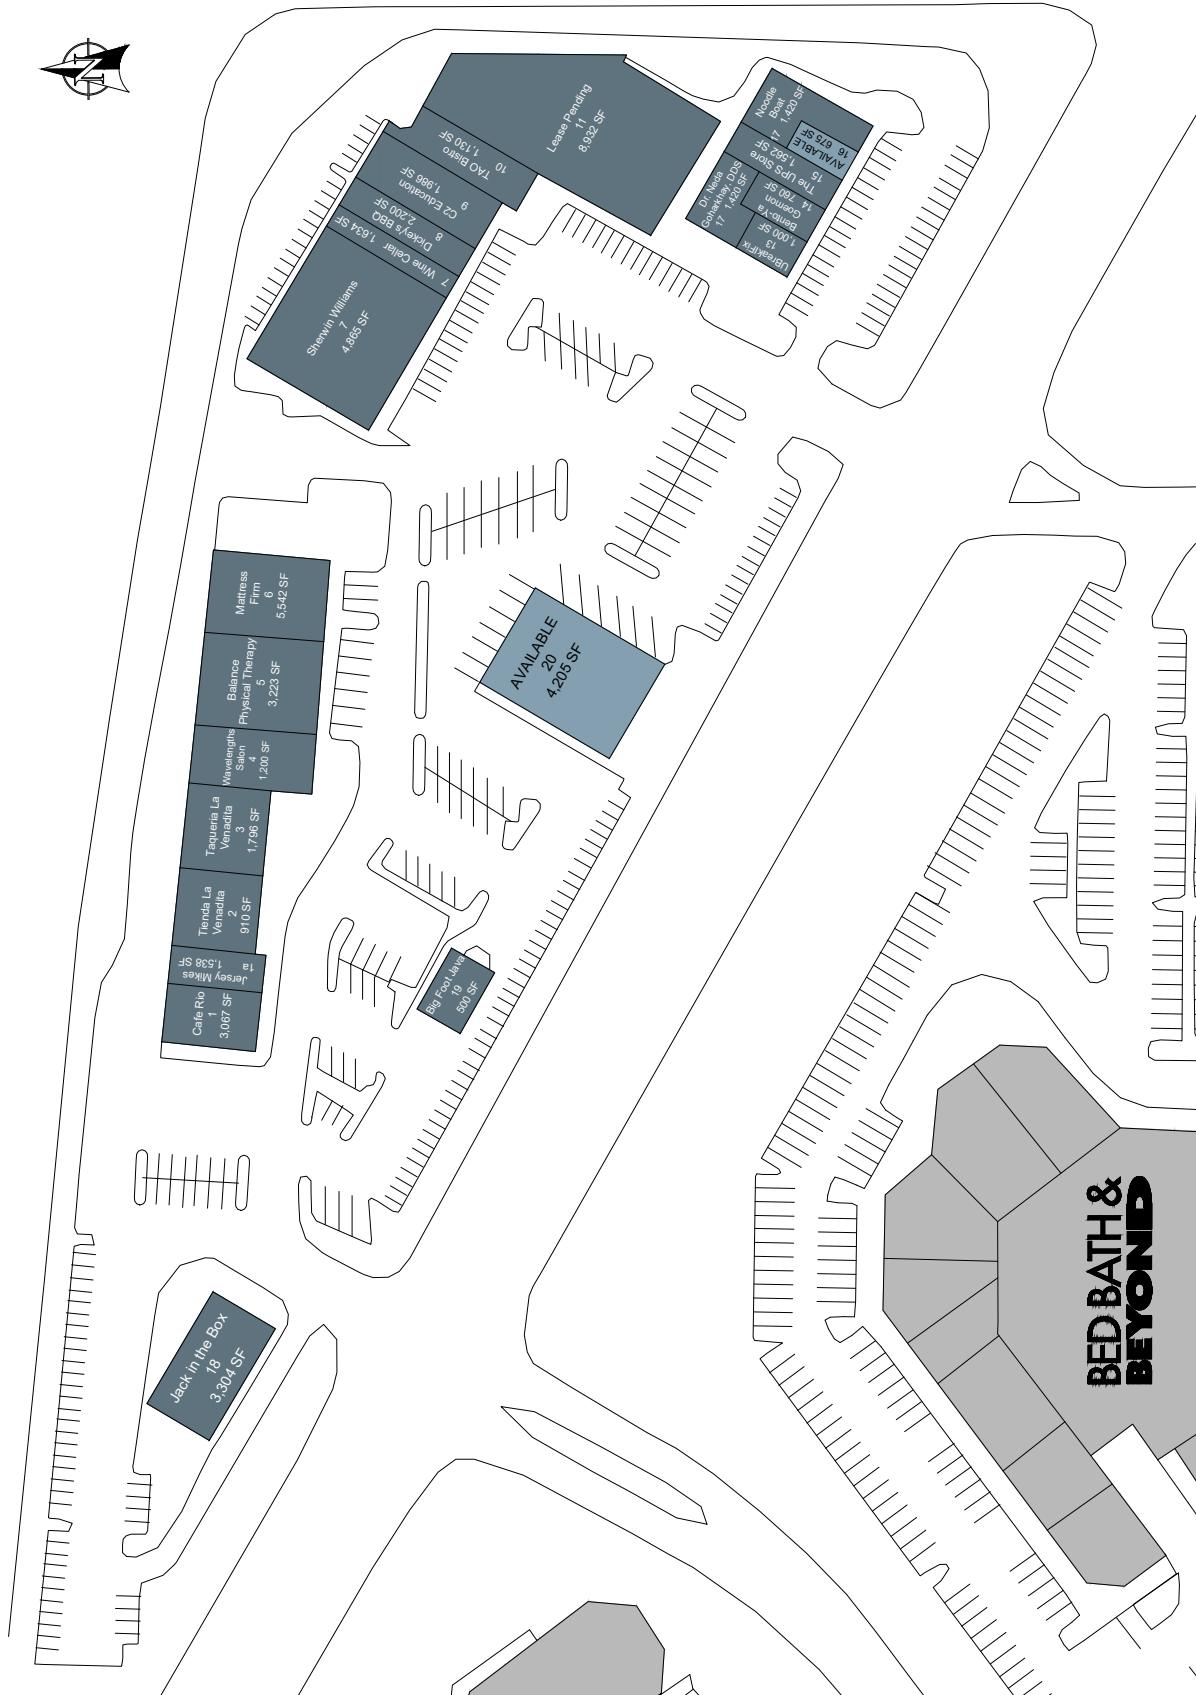 N
Lease Pending
11
8,932 SF
TAO Bistro
10
1,130 SF
C2 Education
9
1,986 SF
Dickey's BBQ
8
2,200 SF
7 Wine Cellar 1,634 SF
Sherwin Williams
7
4,865 SF
Noodle
Boat
17 1,420 SF
AVAILABLE
16 675 SF
The UPS Store
15
1,562 SF
Dr. Neda
Goharkhay, DDS
17 1,420 SF
Bento-Ya
Goemon
14 760 SF
UBreakiFix
13
1,000 SF
Mattress
Firm
6
5,542 SF
Balance
Physical Therapy
5
3,223 SF
Wavelengths
Salon
4
1,200 SF
Taqueria La
Venadita
3
1,796 SF
Tienda La
Venadita
2
910 SF
Jersey Mikes
1a 1,538 SF
Cafe Rio
1
3,067 SF
AVAILABLE
20
4,205 SF
Big Foot Java
19
500 SF
Jack in the Box
18
3,304 SF
BED BATH &
BEYOND